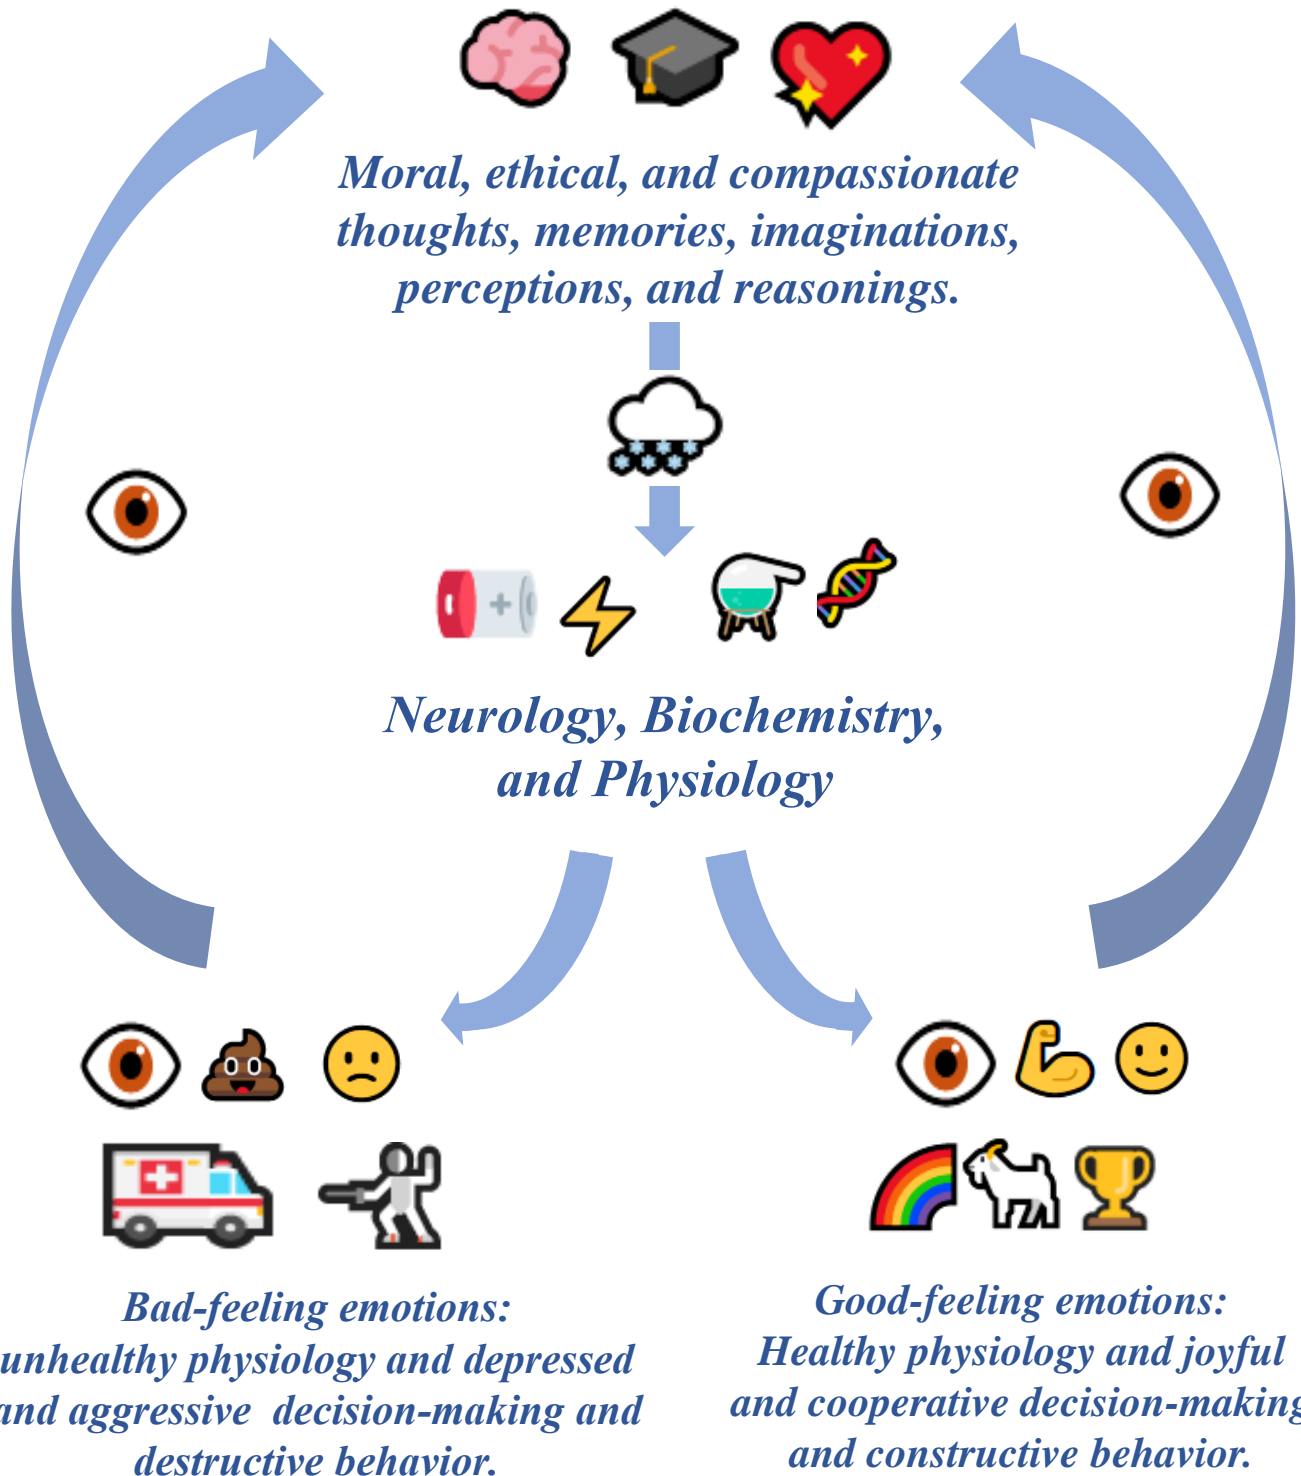 Moral, ethical, and compassionate
thoughts, memories, imaginations,
perceptions, and reasonings.
Neurology, Biochemistry,
and Physiology
Bad-feeling emotions:
unhealthy physiology and depressed
and aggressive decision-making and
destructive behavior.
Good-feeling emotions:
Healthy physiology and joyful
and cooperative decision-making
and constructive behavior.